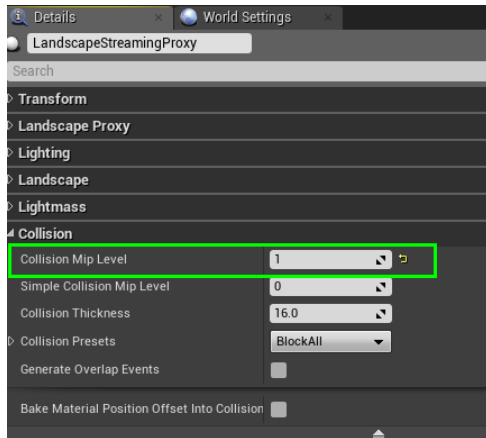 Details
World Settings
LandscapeStreamingProxy
Search
Transform
Landscape Proxy
Lighting
Landscape
Lightmass
Collision
Collision Mip Level 1
Simple Collision Mip Level 0
Collision Thickness 16.0
Collision Presets BlockAll
Generate Overlap Events
Bake Material Position Offset Into Collision